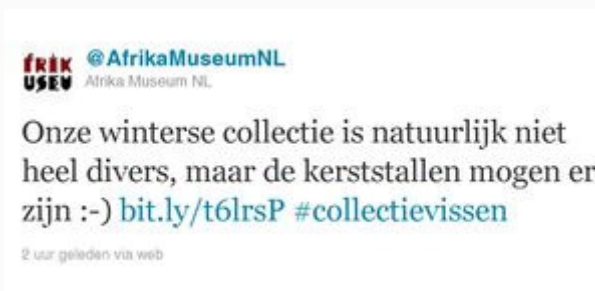 fRIK
USEU
@AfrikaMuseumNL
Afrika Museum NL
Onze winterse collectie is natuurlijk niet
heel divers, maar de kerststallen mogen er
zijn :-) bit.ly/t6lrsP #collectievissen
2 uur geleden via web